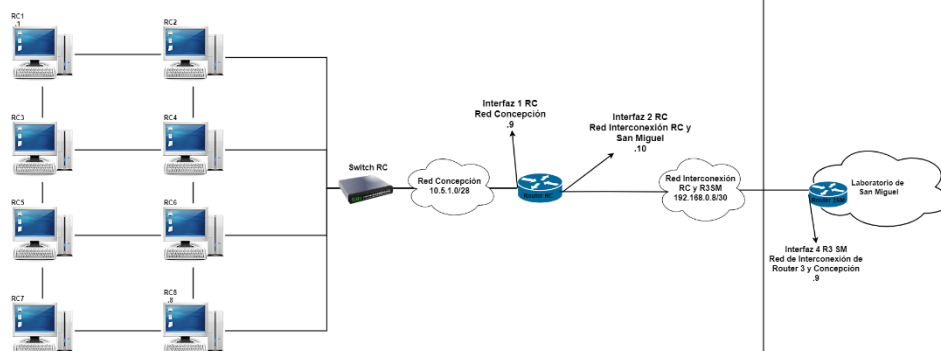 RC1
.1
RC2
RC3
RC4
RC5
RC6
RC7
RC8
.8
Switch RC
Red Concepción
10.5.1.0/28
Interfaz 1 RC
Red Concepción
.9
Router RC
Interfaz 2 RC
Red Interconexión RC y
San Miguel
.10
Red Interconexión
RC y R3SM
192.168.0.8/30
Laboratorio de
San Miguel
Router
Interfaz 4 R3 SM
Red de Interconexión de
Router 3 y Concepción
.9